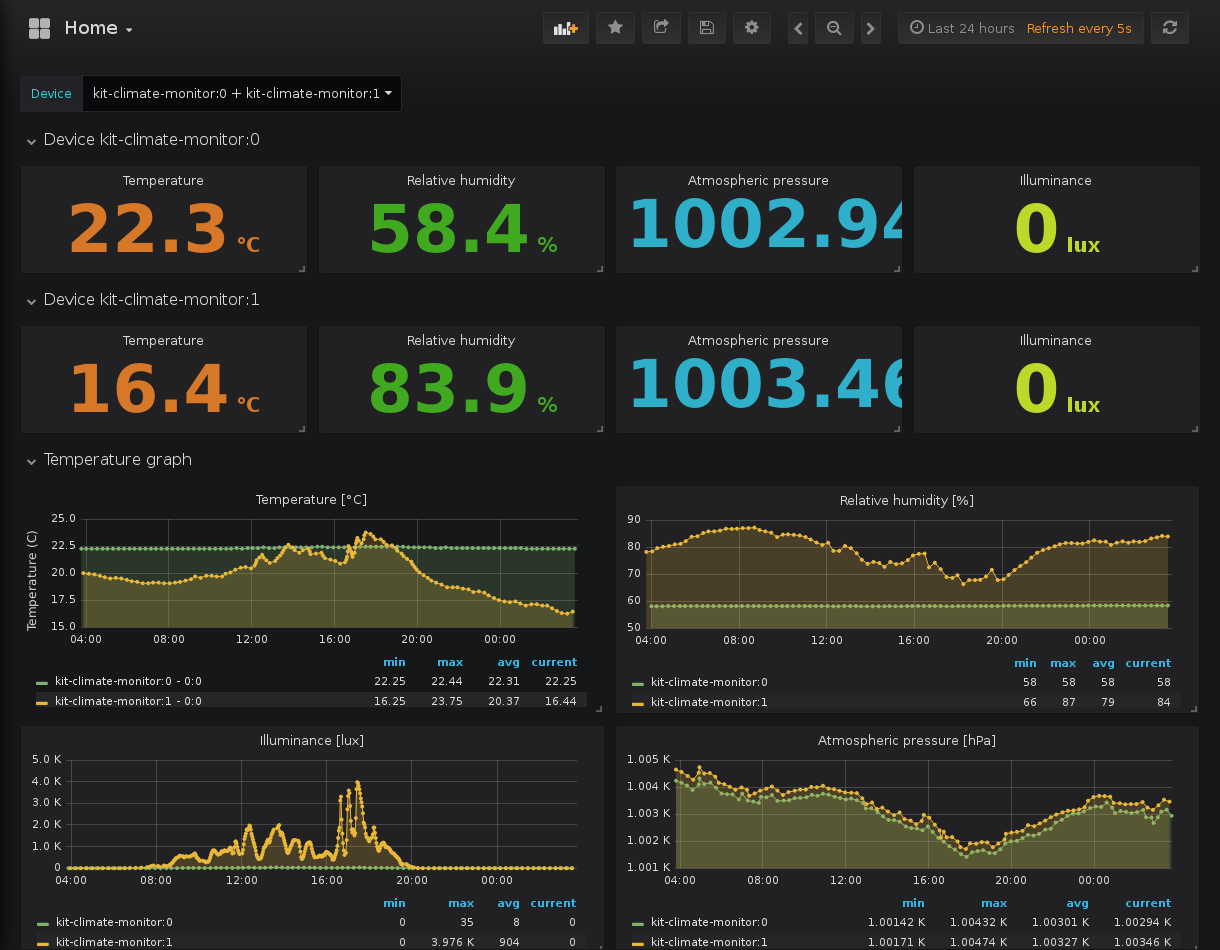 Home
Last 24 hours Refresh every 5s
Device kit-climate-monitor:0 + kit-climate-monitor:1
Device kit-climate-monitor:0
Temperature
22.3 °C
Relative humidity
58.4 %
Atmospheric pressure
1002.94
Illuminance
0 lux
Device kit-climate-monitor:1
Temperature
16.4 °C
Relative humidity
83.9 %
Atmospheric pressure
1003.46
Illuminance
0 lux
Temperature graph
Temperature [°C]
Temperature (C)
25.0
22.5
20.0
17.5
15.0
04:00 08:00 12:00 16:00 20:00 00:00
min max avg current
kit-climate-monitor:0 - 0:0 22.25 22.44 22.31 22.25
kit-climate-monitor:1 - 0:0 16.25 23.75 20.37 16.44
Relative humidity [%]
90
80
70
60
50
04:00 08:00 12:00 16:00 20:00 00:00
min max avg current
kit-climate-monitor:0 58 58 58 58
kit-climate-monitor:1 66 87 79 84
Illuminance [lux]
5.0 K
4.0 K
3.0 K
2.0 K
1.0 K
0
04:00 08:00 12:00 16:00 20:00 00:00
min max avg current
kit-climate-monitor:0 0 35 8 0
kit-climate-monitor:1 0 3.976 K 904 0
Atmospheric pressure [hPa]
1.005 K
1.004 K
1.003 K
1.002 K
1.001 K
04:00 08:00 12:00 16:00 20:00 00:00
min max avg current
kit-climate-monitor:0 1.00142 K 1.00432 K 1.00301 K 1.00294 K
kit-climate-monitor:1 1.00171 K 1.00474 K 1.00327 K 1.00346 K